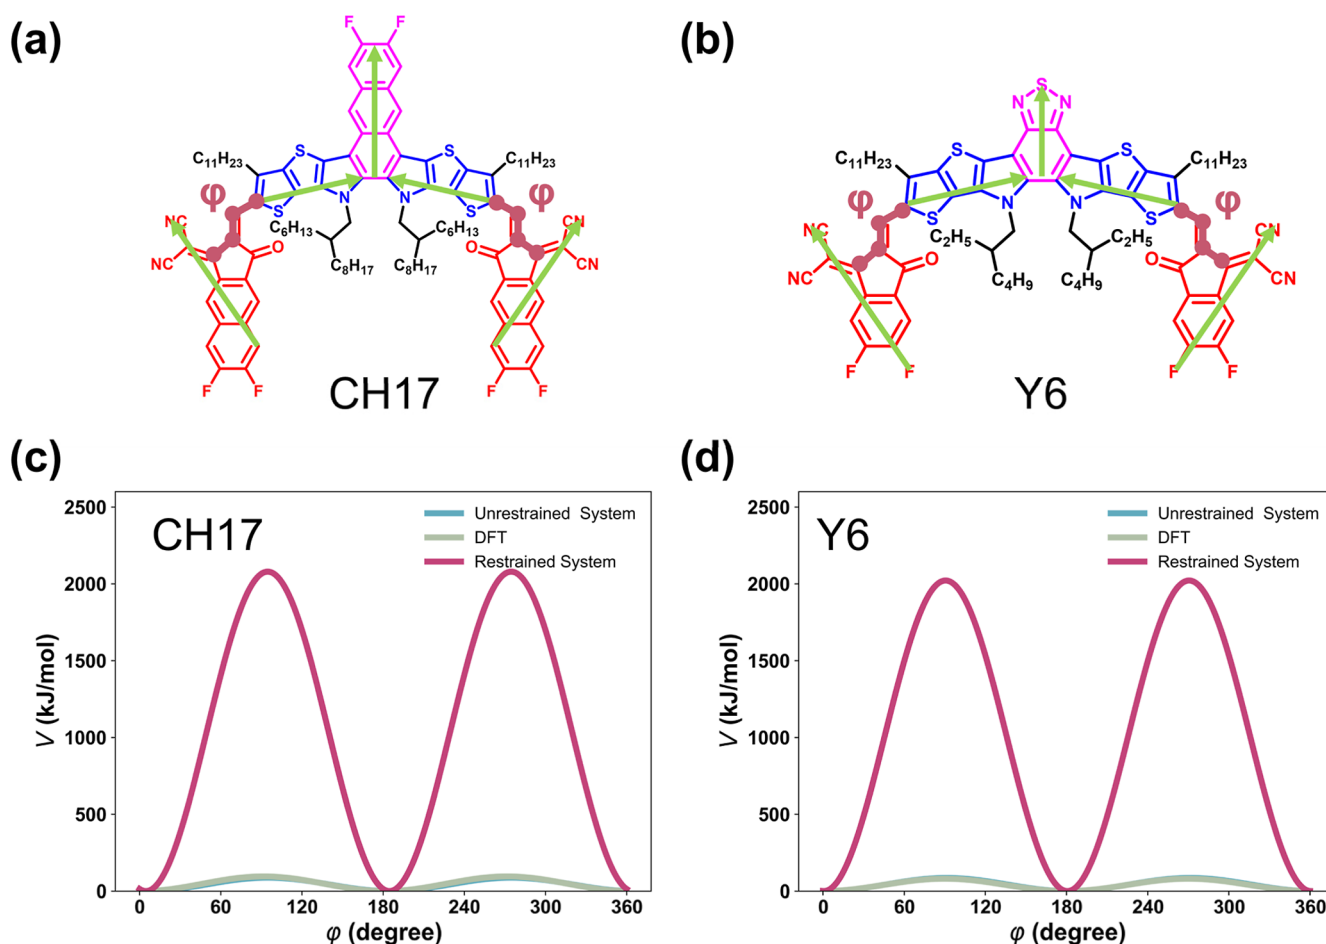 (a)
F F
C11H23 S S C11H23
φ S N N S φ
NC CN
C6H13 C6H13
NC O O CN
C8H17 C8H17
F F F F
CH17
(b)
S
N N
C11H23 S S C11H23
φ S N N S φ
NC CN
C2H5 C2H5
NC O O CN
C4H9 C4H9
F F F F
Y6
(c)
CH17
Unrestrained System
DFT
Restrained System
V (kJ/mol)
2500
2000
1500
1000
500
0
0 60 120 180 240 300 360
φ (degree)
(d)
Y6
Unrestrained System
DFT
Restrained System
V (kJ/mol)
2500
2000
1500
1000
500
0
0 60 120 180 240 300 360
φ (degree)